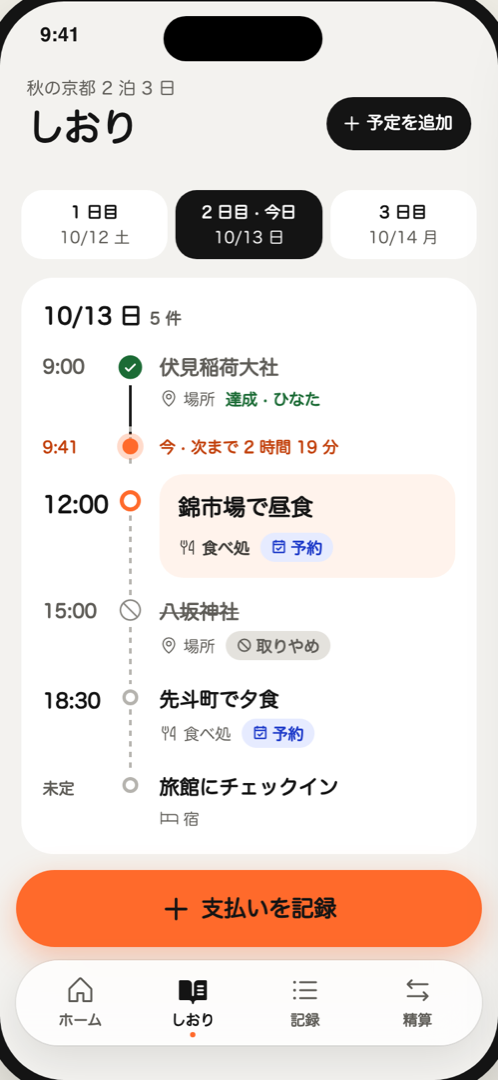 9:41
秋の京都 2 泊 3 日
しおり
予定を追加
1 日目
10/12 土
2 日目 · 今日
10/13 日
3 日目
10/14 月
10/13 日 5 件
9:00 伏見稲荷大社
場所 達成 · ひなた
9:41 今 · 次まで 2 時間 19 分
12:00 錦市場で昼食
食べ処 予約
15:00 八坂神社
場所 取りやめ
18:30 先斗町で夕食
食べ処 予約
未定 旅館にチェックイン
宿
支払いを記録
ホーム
しおり
記録
精算